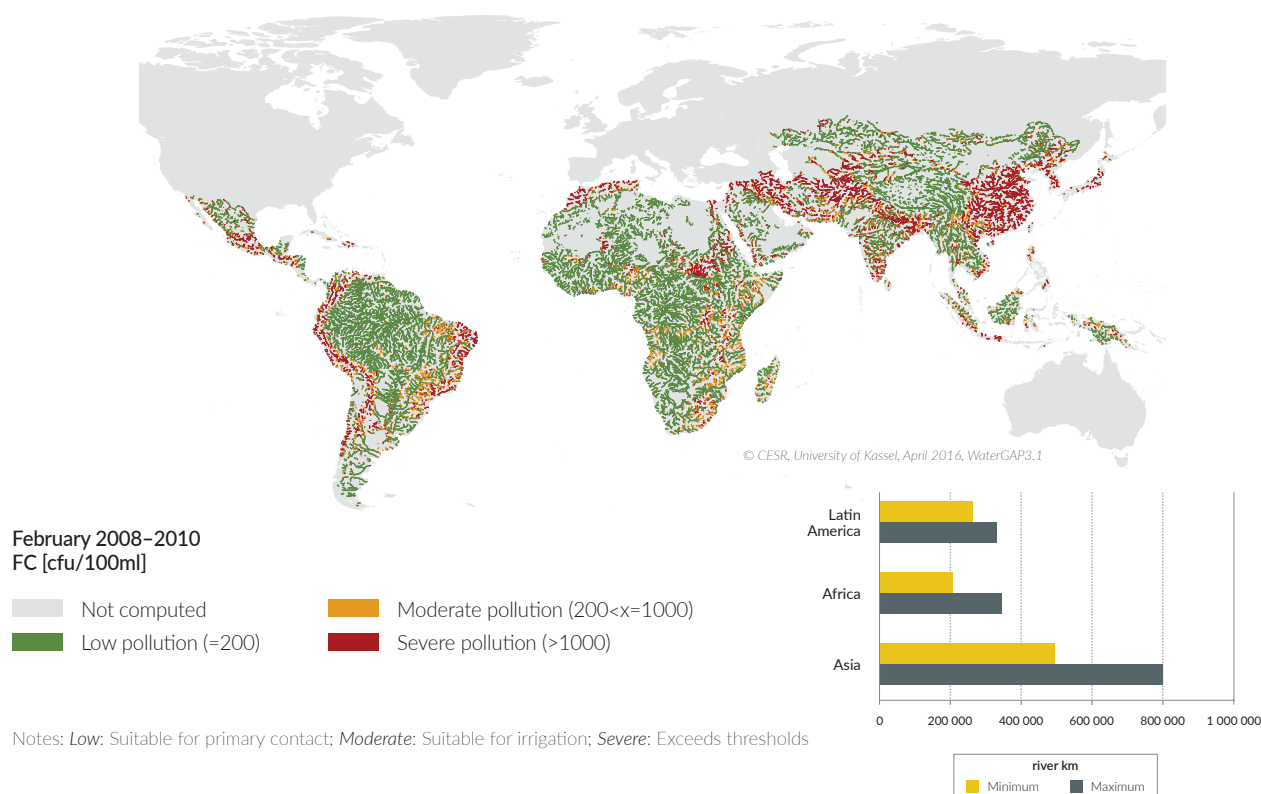 © CESR, University of Kassel, April 2016, WaterGAP3.1
February 2008–2010
FC [cfu/100ml]
Not computed
Low pollution (=200)
Moderate pollution (200<x=1000)
Severe pollution (>1000)
Notes: Low: Suitable for primary contact; Moderate: Suitable for irrigation; Severe: Exceeds thresholds
Latin
America
Africa
Asia
0 200 000 400 000 600 000 800 000 1 000 000
river km
Minimum Maximum